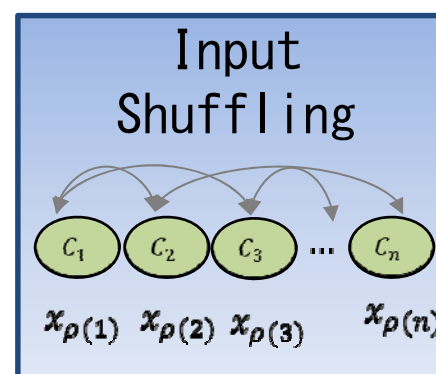 Input
Shuffling
C₁ C₂ C₃ ... Cₙ
x_ρ(1) x_ρ(2) x_ρ(3) x_ρ(n)